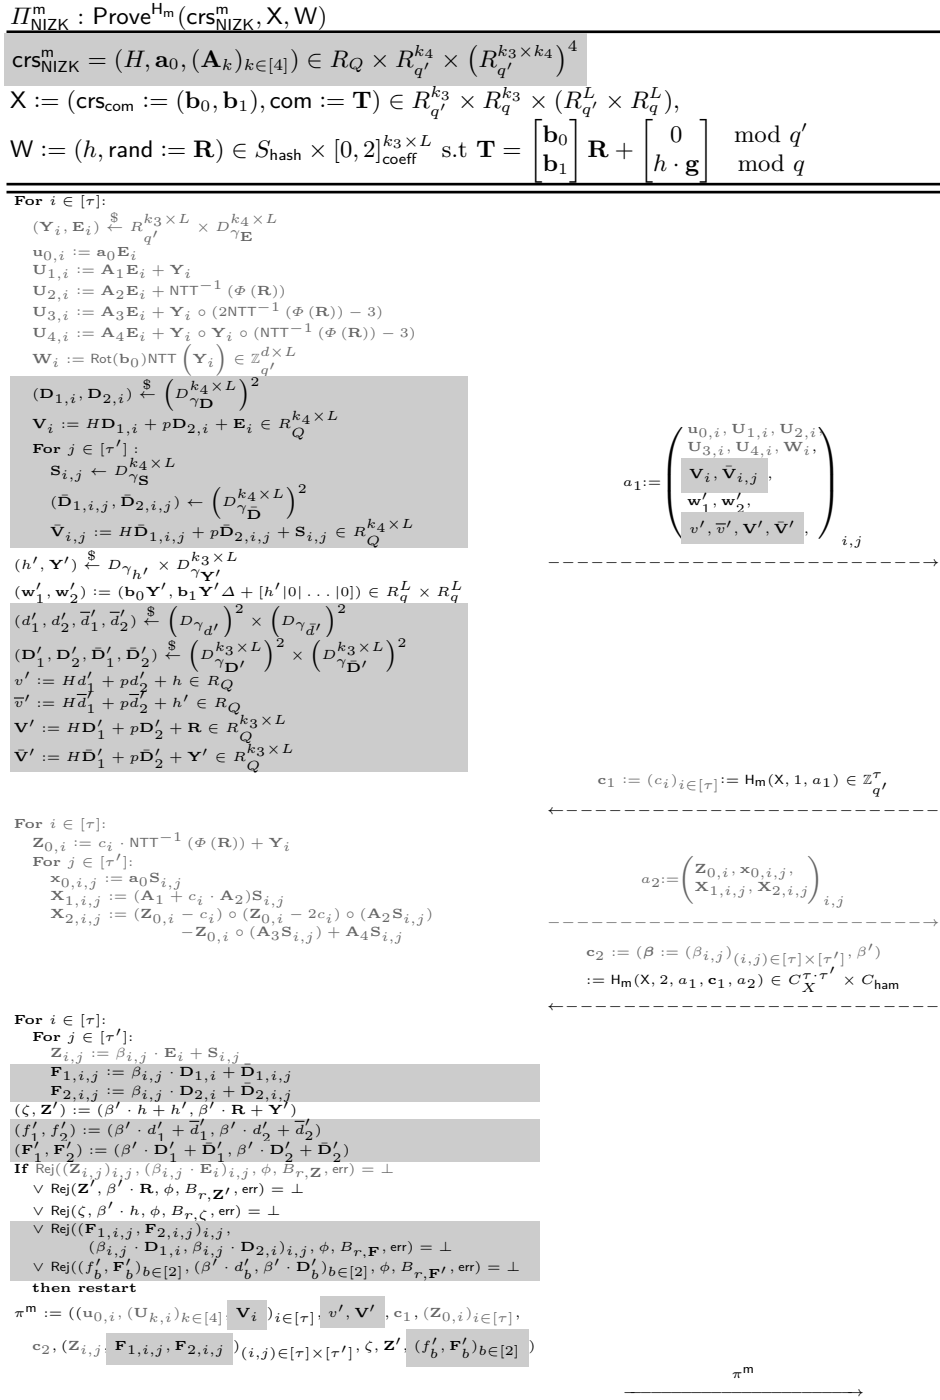 Π^m_NIZK : Prove^{H_m}(crs^m_NIZK, X, W)
crs^m_NIZK = (H, a_0, (A_k)_{k∈[4]}) ∈ R_Q × R_{q'}^{k_4} × (R_{q'}^{k_3×k_4})^4
X := (crs_com := (b_0, b_1), com := T) ∈ R_{q'}^{k_3} × R_q^{k_3} × (R_{q'}^L × R_q^L),
W := (h, rand := R) ∈ S_hash × [0, 2]_coeff^{k_3×L} s.t T = [b_0 ; b_1] R + [0 ; h · g] mod q' mod q
For i ∈ [τ]:
(Y_i, E_i) ←$ R_{q'}^{k_3×L} × D_{γ_E}^{k_4×L}
u_{0,i} := a_0 E_i
U_{1,i} := A_1 E_i + Y_i
U_{2,i} := A_2 E_i + NTT^{-1} (Φ (R))
U_{3,i} := A_3 E_i + Y_i ∘ (2NTT^{-1} (Φ (R)) − 3)
U_{4,i} := A_4 E_i + Y_i ∘ Y_i ∘ (NTT^{-1} (Φ (R)) − 3)
W_i := Rot(b_0)NTT (Y_i) ∈ Z_{q'}^{d×L}
(D_{1,i}, D_{2,i}) ←$ (D_{γ_D}^{k_4×L})^2
V_i := HD_{1,i} + pD_{2,i} + E_i ∈ R_Q^{k_4×L}
For j ∈ [τ'] :
S_{i,j} ← D_{γ_S}^{k_4×L}
(D̄_{1,i,j}, D̄_{2,i,j}) ← (D_{γ_D̄}^{k_4×L})^2
V̄_{i,j} := HD̄_{1,i,j} + pD̄_{2,i,j} + S_{i,j} ∈ R_Q^{k_4×L}
a_1 := ( u_{0,i}, U_{1,i}, U_{2,i},
U_{3,i}, U_{4,i}, W_i,
V_i, V̄_{i,j} ,
w'_1, w'_2,
v', v̄', V', V̄' , )_{i,j}
(h', Y') ←$ D_{γ_{h'}} × D_{γ_{Y'}}^{k_3×L}
(w'_1, w'_2) := (b_0 Y', b_1 Y'Δ + [h'|0| . . . |0]) ∈ R_q^L × R_q^L
(d'_1, d'_2, d̄'_1, d̄'_2) ←$ (D_{γ_{d'}})^2 × (D_{γ_{d̄'}})^2
(D'_1, D'_2, D̄'_1, D̄'_2) ←$ (D_{γ_{D'}}^{k_3×L})^2 × (D_{γ_{D̄'}}^{k_3×L})^2
v' := Hd'_1 + pd'_2 + h ∈ R_Q
v̄' := Hd̄'_1 + pd̄'_2 + h' ∈ R_Q
V' := HD'_1 + pD'_2 + R ∈ R_Q^{k_3×L}
V̄' := HD̄'_1 + pD̄'_2 + Y' ∈ R_Q^{k_3×L}
c_1 := (c_i)_{i∈[τ]} := H_m(X, 1, a_1) ∈ Z_{q'}^τ
For i ∈ [τ]:
Z_{0,i} := c_i · NTT^{-1} (Φ (R)) + Y_i
For j ∈ [τ']:
x_{0,i,j} := a_0 S_{i,j}
X_{1,i,j} := (A_1 + c_i · A_2)S_{i,j}
X_{2,i,j} := (Z_{0,i} − c_i) ∘ (Z_{0,i} − 2c_i) ∘ (A_2 S_{i,j})
−Z_{0,i} ∘ (A_3 S_{i,j}) + A_4 S_{i,j}
a_2 := ( Z_{0,i}, x_{0,i,j},
X_{1,i,j}, X_{2,i,j} )_{i,j}
c_2 := (β := (β_{i,j})_{(i,j)∈[τ]×[τ']}, β')
:= H_m(X, 2, a_1, c_1, a_2) ∈ C_X^{τ·τ'} × C_ham
For i ∈ [τ]:
For j ∈ [τ']:
Z_{i,j} := β_{i,j} · E_i + S_{i,j}
F_{1,i,j} := β_{i,j} · D_{1,i} + D̄_{1,i,j}
F_{2,i,j} := β_{i,j} · D_{2,i} + D̄_{2,i,j}
(ζ, Z') := (β' · h + h', β' · R + Y')
(f'_1, f'_2) := (β' · d'_1 + d̄'_1, β' · d'_2 + d̄'_2)
(F'_1, F'_2) := (β' · D'_1 + D̄'_1, β' · D'_2 + D̄'_2)
If Rej((Z_{i,j})_{i,j}, (β_{i,j} · E_i)_{i,j}, φ, B_{r,Z}, err) = ⊥
∨ Rej(Z', β' · R, φ, B_{r,Z'}, err) = ⊥
∨ Rej(ζ, β' · h, φ, B_{r,ζ}, err) = ⊥
∨ Rej((F_{1,i,j}, F_{2,i,j})_{i,j},
(β_{i,j} · D_{1,i}, β_{i,j} · D_{2,i})_{i,j}, φ, B_{r,F}, err) = ⊥
∨ Rej((f'_b, F'_b)_{b∈[2]}, (β' · d'_b, β' · D'_b)_{b∈[2]}, φ, B_{r,F'}, err) = ⊥
then restart
π^m := ((u_{0,i}, (U_{k,i})_{k∈[4]}, V_i )_{i∈[τ]}, v', V' , c_1, (Z_{0,i})_{i∈[τ]},
c_2, (Z_{i,j}, F_{1,i,j}, F_{2,i,j} )_{(i,j)∈[τ]×[τ']}, ζ, Z', (f'_b, F'_b)_{b∈[2]} )
π^m